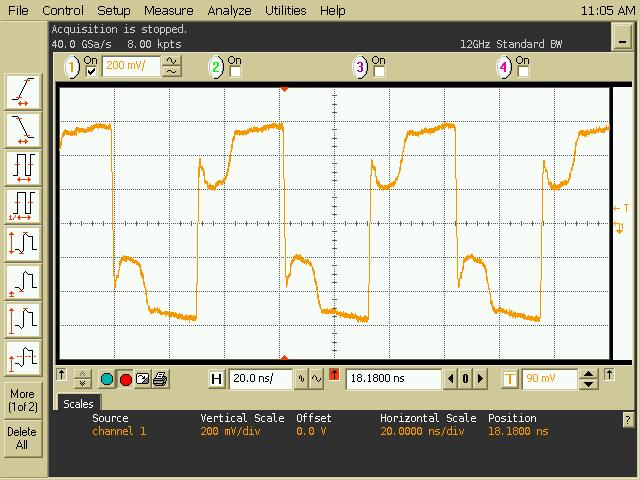 File Control Setup Measure Analyze Utilities Help 11:05 AM
Acquisition is stopped.
40.0 GSa/s 8.00 kpts 12GHz Standard BW
1 On 200 mV/ 2 On 3 On 4 On
T
1
More
(1 of 2)
Delete
All
H 20.0 ns/ 18.1800 ns 0 T 90 mV
Scales
?
Source Vertical Scale Offset Horizontal Scale Position
channel 1 200 mV/div 0.0 V 20.0000 ns/div 18.1800 ns